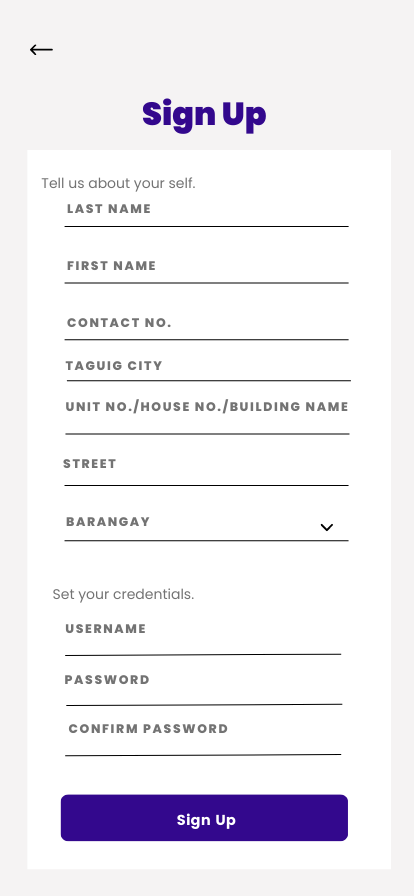 Sign Up
Tell us about your self.
LAST NAME
FIRST NAME
CONTACT NO.
TAGUIG CITY
UNIT NO./HOUSE NO./BUILDING NAME
STREET
BARANGAY
Set your credentials.
USERNAME
PASSWORD
CONFIRM PASSWORD
Sign Up